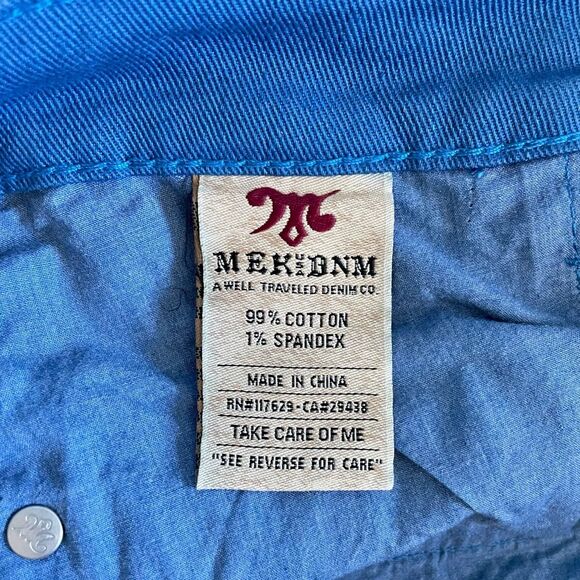 M
MEK INC DNM
A WELL TRAVELED DENIM CO.
99% COTTON
1% SPANDEX
MADE IN CHINA
RN#117629-CA#29438
TAKE CARE OF ME
"SEE REVERSE FOR CARE"